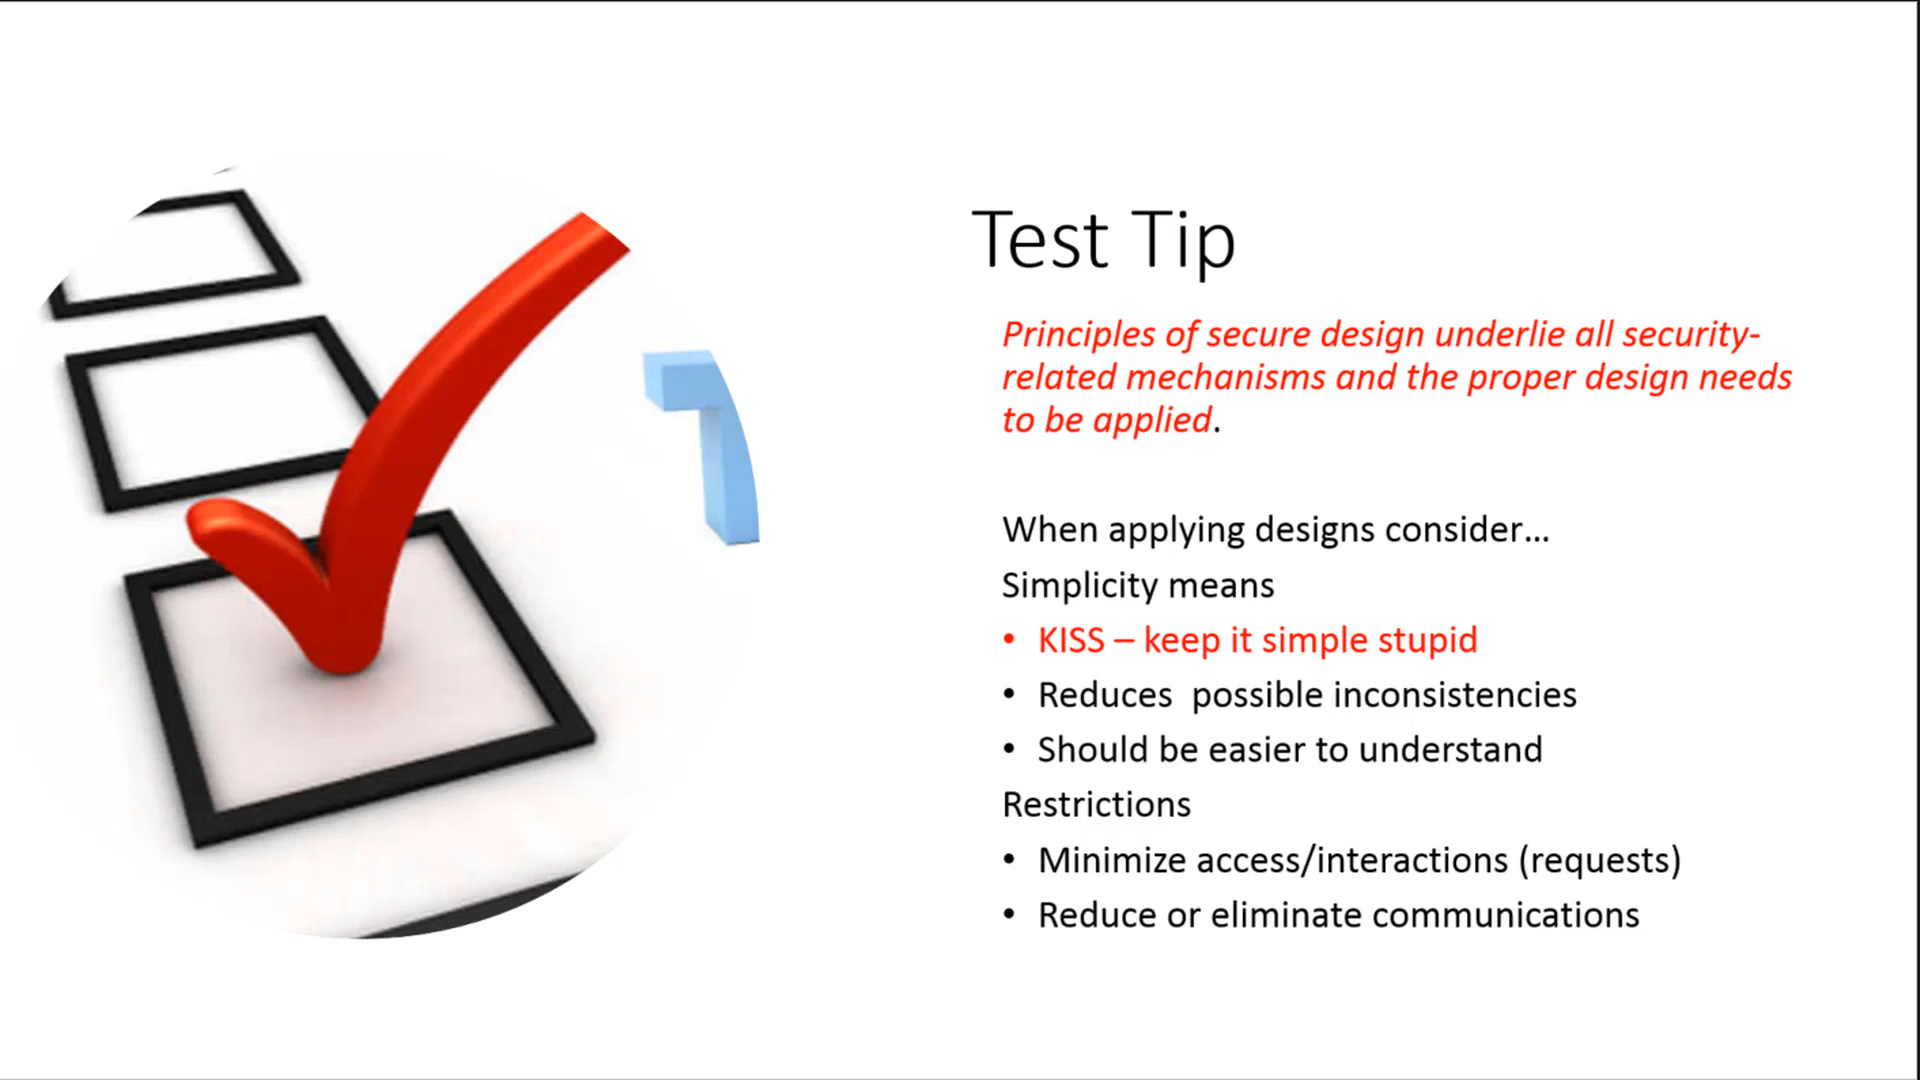 Test Tip
Principles of secure design underlie all security-
related mechanisms and the proper design needs
to be applied.
When applying designs consider...
Simplicity means
• KISS – keep it simple stupid
• Reduces  possible inconsistencies
• Should be easier to understand
Restrictions
• Minimize access/interactions (requests)
• Reduce or eliminate communications